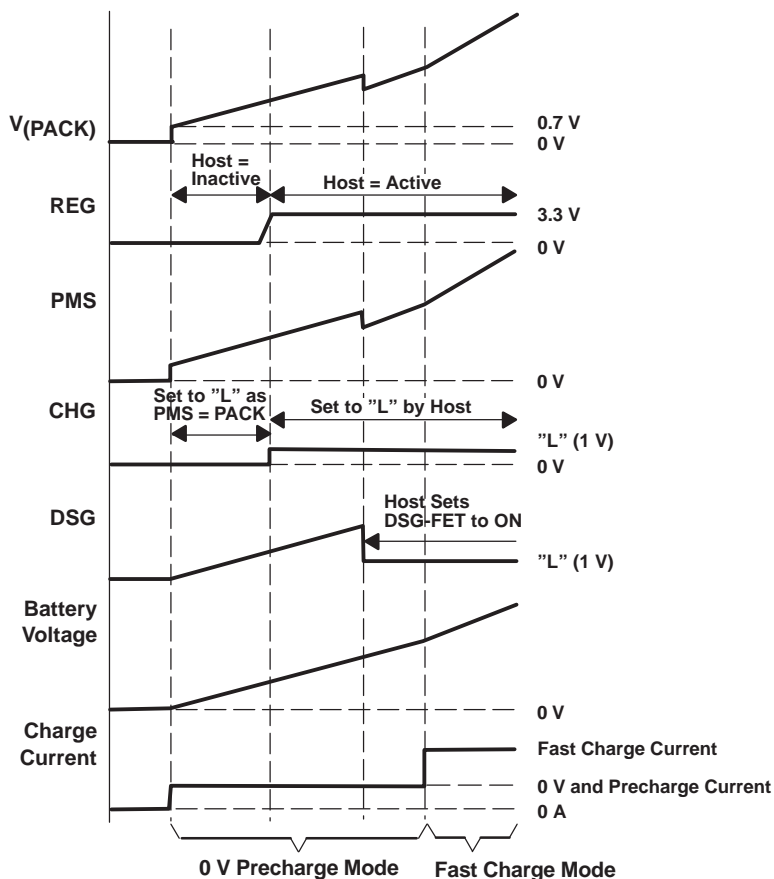 V(PACK)
0.7 V
0 V
Host =
Inactive
Host = Active
REG
3.3 V
0 V
PMS
0 V
Set to ”L” as
PMS = PACK
Set to ”L” by Host
CHG
”L” (1 V)
0 V
Host Sets
DSG-FET to ON
DSG
”L” (1 V)
Battery
Voltage
0 V
Charge
Current
Fast Charge Current
0 V and Precharge Current
0 A
0 V Precharge Mode
Fast Charge Mode